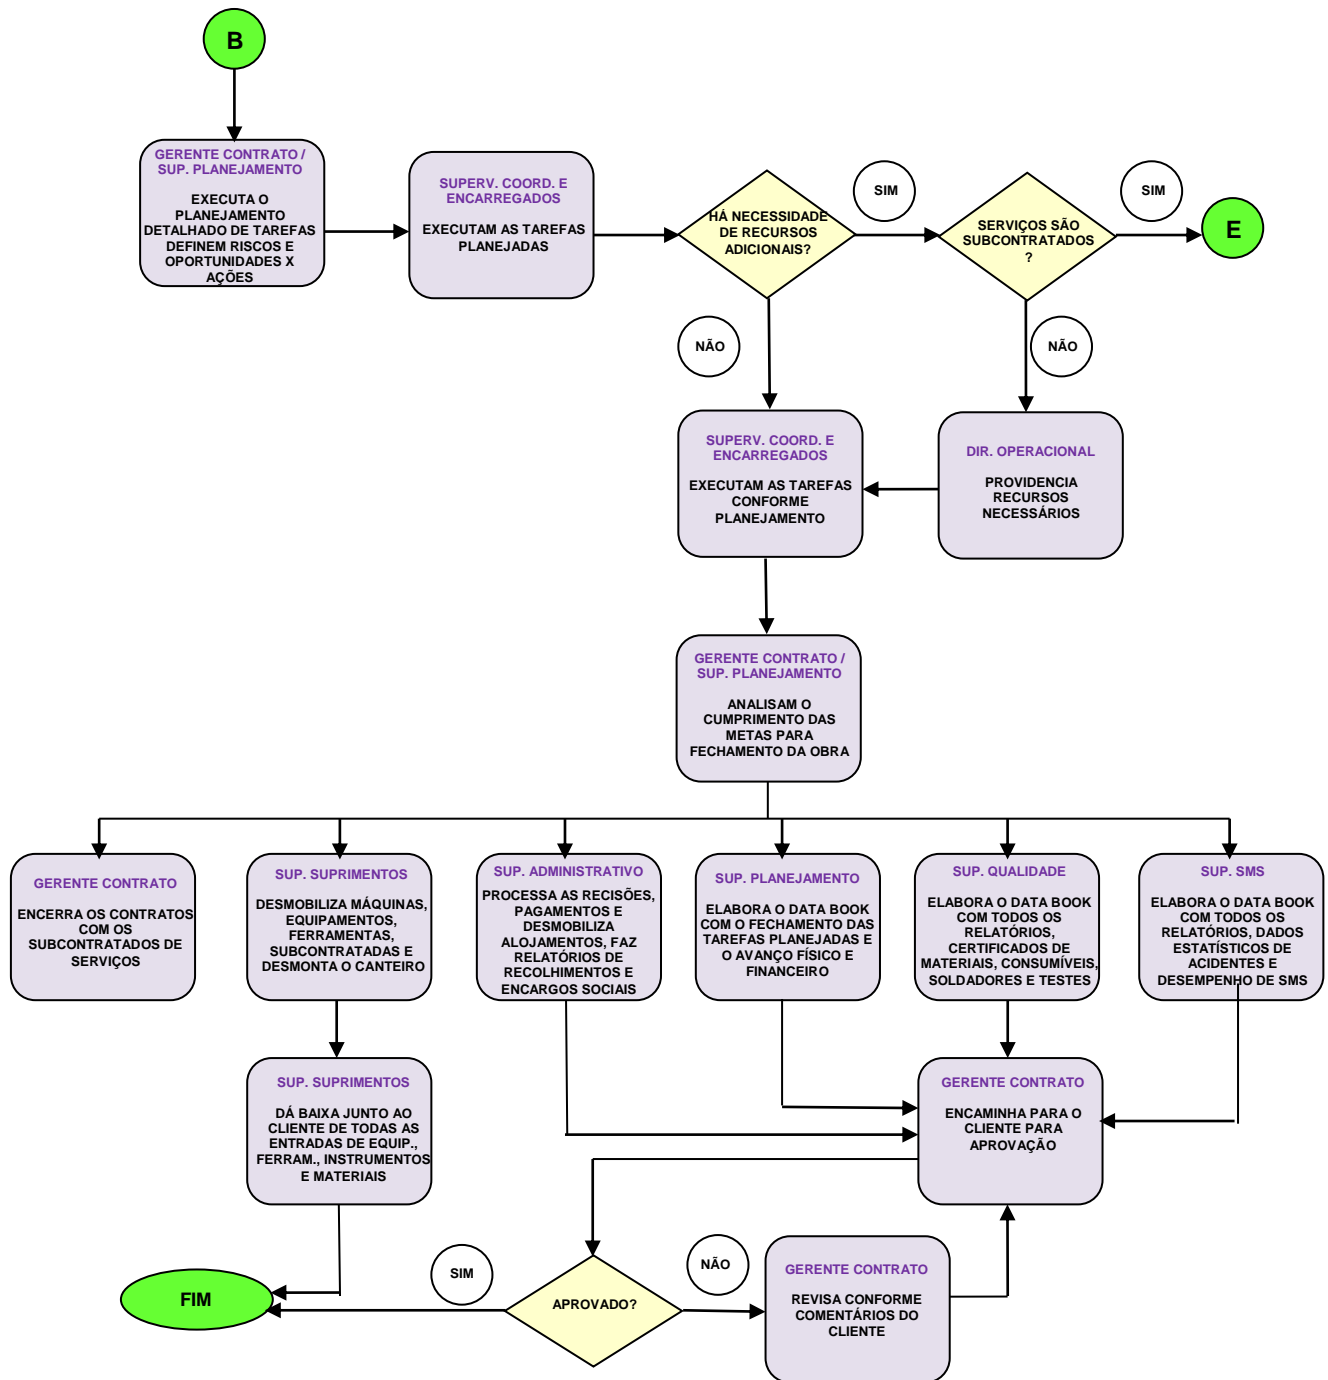 B
GERENTE CONTRATO /
SUP. PLANEJAMENTO
EXECUTA O
PLANEJAMENTO
DETALHADO DE TAREFAS
DEFINEM RISCOS E
OPORTUNIDADES X
AÇÕES
SUPERV. COORD. E
ENCARREGADOS
EXECUTAM AS TAREFAS
PLANEJADAS
HÁ NECESSIDADE
DE RECURSOS
ADICIONAIS?
SIM
SERVIÇOS SÃO
SUBCONTRATADOS
?
SIM
E
NÃO
NÃO
SUPERV. COORD. E
ENCARREGADOS
EXECUTAM AS TAREFAS
CONFORME
PLANEJAMENTO
DIR. OPERACIONAL
PROVIDENCIA
RECURSOS
NECESSÁRIOS
GERENTE CONTRATO /
SUP. PLANEJAMENTO
ANALISAM O
CUMPRIMENTO DAS
METAS PARA
FECHAMENTO DA OBRA
GERENTE CONTRATO
ENCERRA OS CONTRATOS
COM OS
SUBCONTRATADOS DE
SERVIÇOS
SUP. SUPRIMENTOS
DESMOBILIZA MÁQUINAS,
EQUIPAMENTOS,
FERRAMENTAS,
SUBCONTRATADAS E
DESMONTA O CANTEIRO
SUP. ADMINISTRATIVO
PROCESSA AS RECISÕES,
PAGAMENTOS E
DESMOBILIZA
ALOJAMENTOS, FAZ
RELATÓRIOS DE
RECOLHIMENTOS E
ENCARGOS SOCIAIS
SUP. PLANEJAMENTO
ELABORA O DATA BOOK
COM O FECHAMENTO DAS
TAREFAS PLANEJADAS E
O AVANÇO FÍSICO E
FINANCEIRO
SUP. QUALIDADE
ELABORA O DATA BOOK
COM TODOS OS
RELATÓRIOS,
CERTIFICADOS DE
MATERIAIS, CONSUMÍVEIS,
SOLDADORES E TESTES
SUP. SMS
ELABORA O DATA BOOK
COM TODOS OS
RELATÓRIOS, DADOS
ESTATÍSTICOS DE
ACIDENTES E
DESEMPENHO DE SMS
SUP. SUPRIMENTOS
DÁ BAIXA JUNTO AO
CLIENTE DE TODAS AS
ENTRADAS DE EQUIP.,
FERRAM., INSTRUMENTOS
E MATERIAIS
GERENTE CONTRATO
ENCAMINHA PARA O
CLIENTE PARA
APROVAÇÃO
SIM
NÃO
FIM
APROVADO?
GERENTE CONTRATO
REVISA CONFORME
COMENTÁRIOS DO
CLIENTE